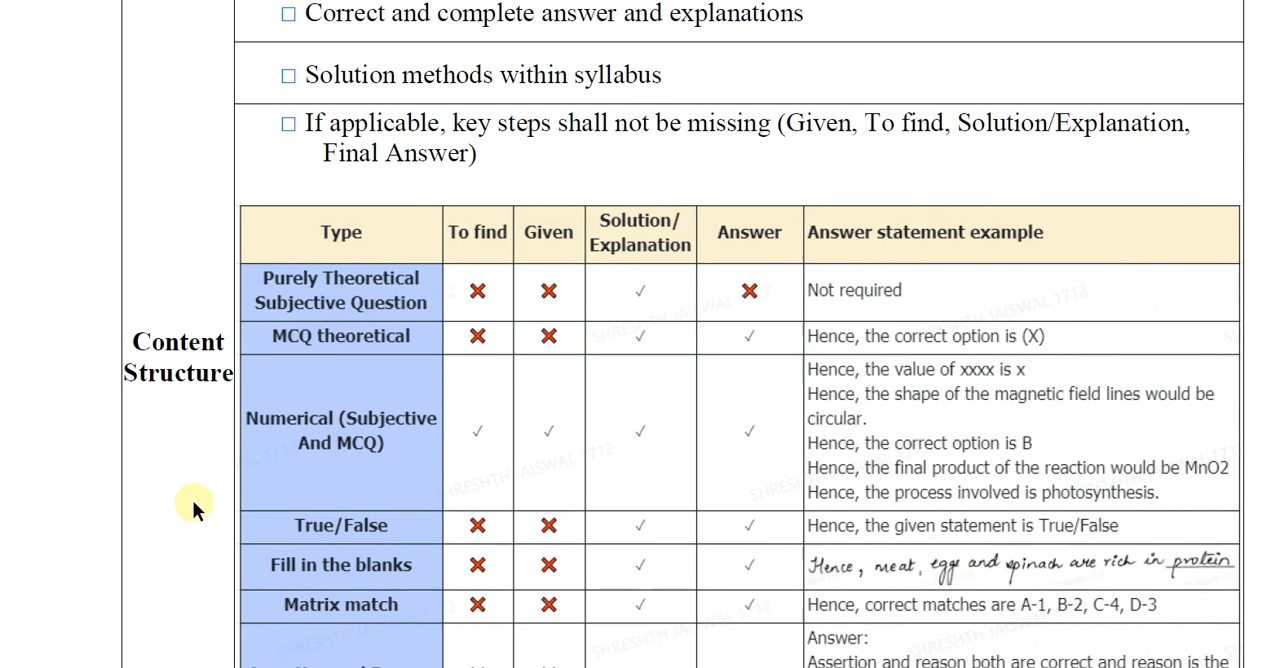 ☐ Correct and complete answer and explanations
☐ Solution methods within syllabus
☐ If applicable, key steps shall not be missing (Given, To find, Solution/Explanation,
Final Answer)
Content
Structure
Type
To find
Given
Solution/
Explanation
Answer
Answer statement example
Purely Theoretical
Subjective Question
❌
❌
✓
❌
Not required
MCQ theoretical
❌
❌
✓
✓
Hence, the correct option is (X)
Numerical (Subjective
And MCQ)
✓
✓
✓
✓
Hence, the value of xxxx is x
Hence, the shape of the magnetic field lines would be
circular.
Hence, the correct option is B
Hence, the final product of the reaction would be MnO2
Hence, the process involved is photosynthesis.
True/False
❌
❌
✓
✓
Hence, the given statement is True/False
Fill in the blanks
❌
❌
✓
✓
Hence, meat, egg and spinach are rich in protein
Matrix match
❌
❌
✓
✓
Hence, correct matches are A-1, B-2, C-4, D-3
Answer:
Assertion and reason both are correct and reason is the
SHRESHTH JAISWAL 1712